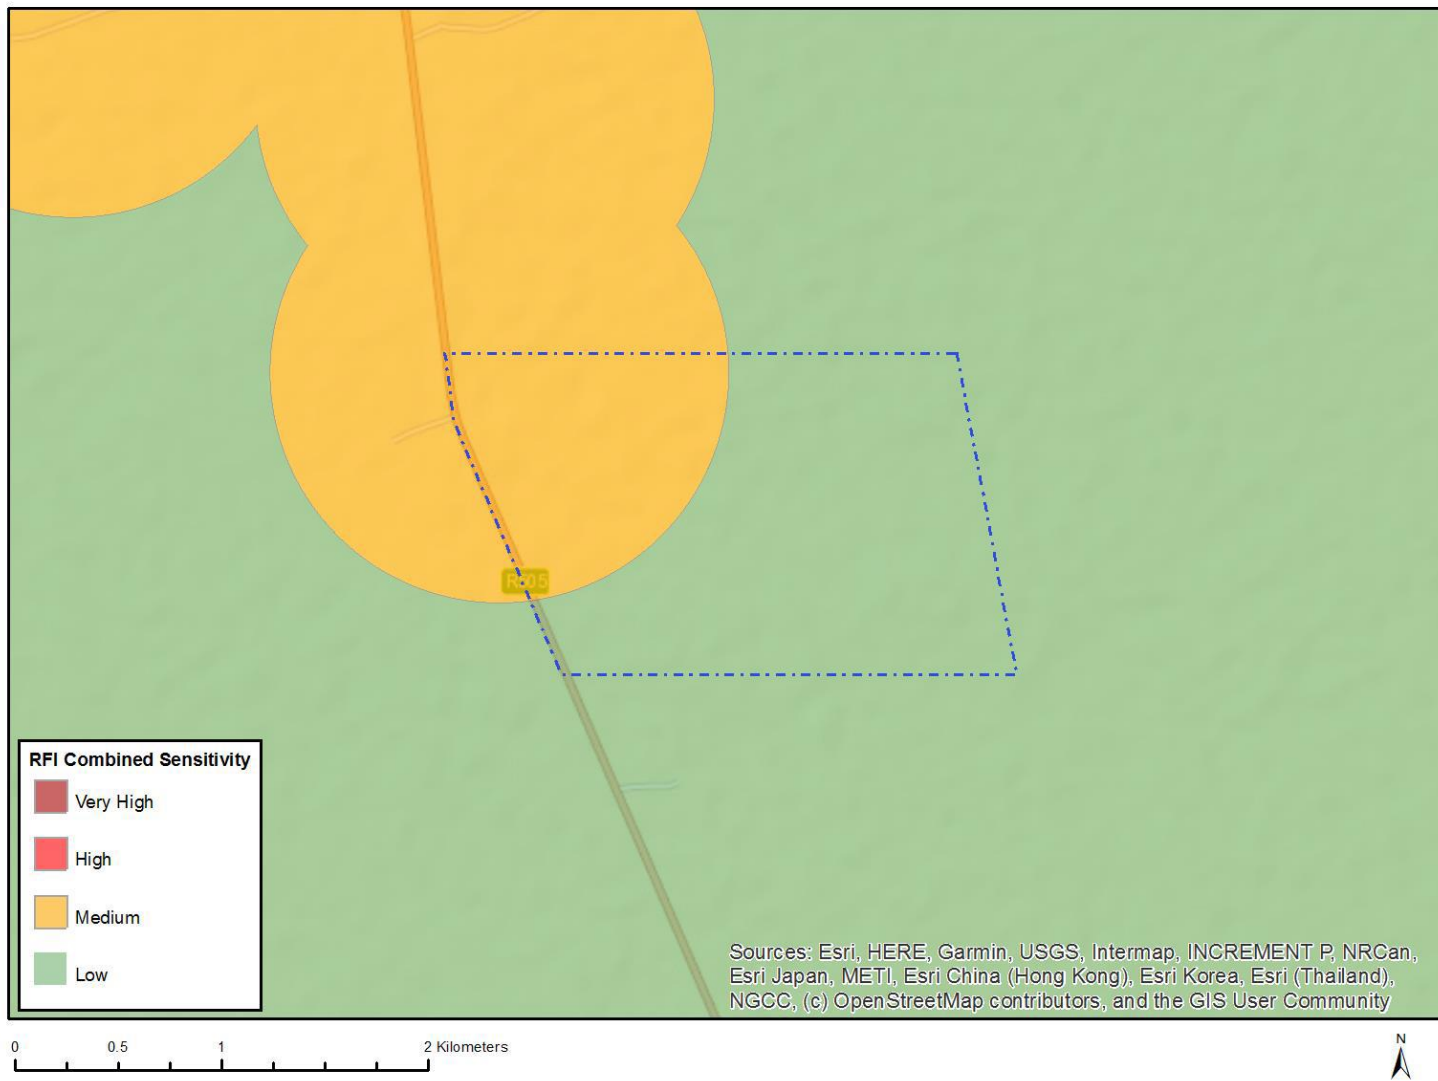 RFI Combined Sensitivity
Very High
High
Medium
Low
Sources: Esri, HERE, Garmin, USGS, Intermap, INCREMENT P, NRCan,
Esri Japan, METI, Esri China (Hong Kong), Esri Korea, Esri (Thailand),
NGCC, (c) OpenStreetMap contributors, and the GIS User Community
0 0.5 1 2 Kilometers
N